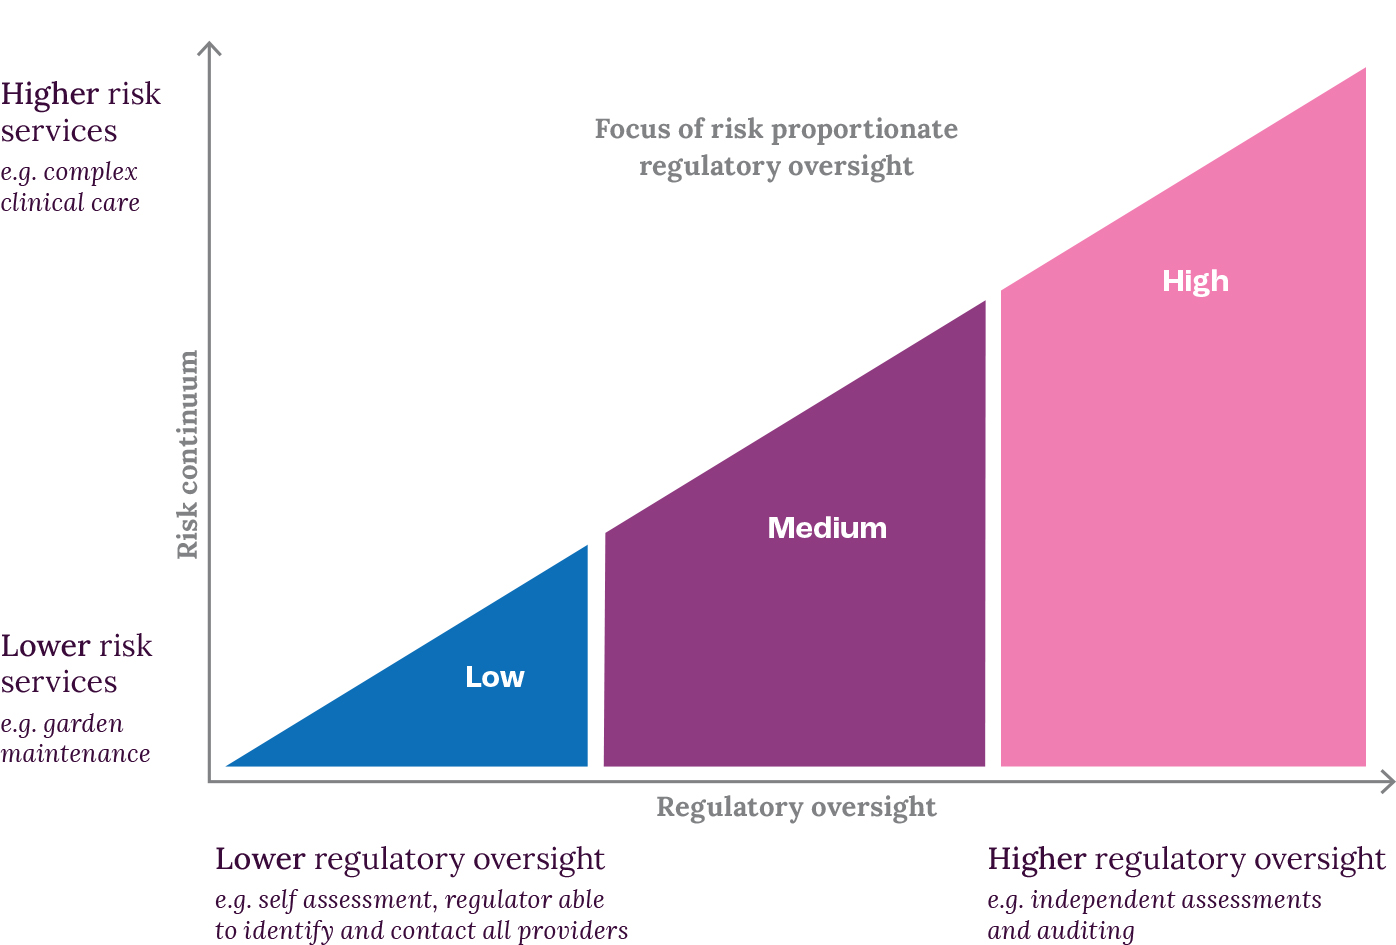 Higher risk
services
e.g. complex
clinical care
Focus of risk proportionate
regulatory oversight
High
Risk continuum
Medium
Lower risk
services
e.g. garden
maintenance
Low
Regulatory oversight
Lower regulatory oversight
e.g. self assessment, regulator able
to identify and contact all providers
Higher regulatory oversight
e.g. independent assessments
and auditing